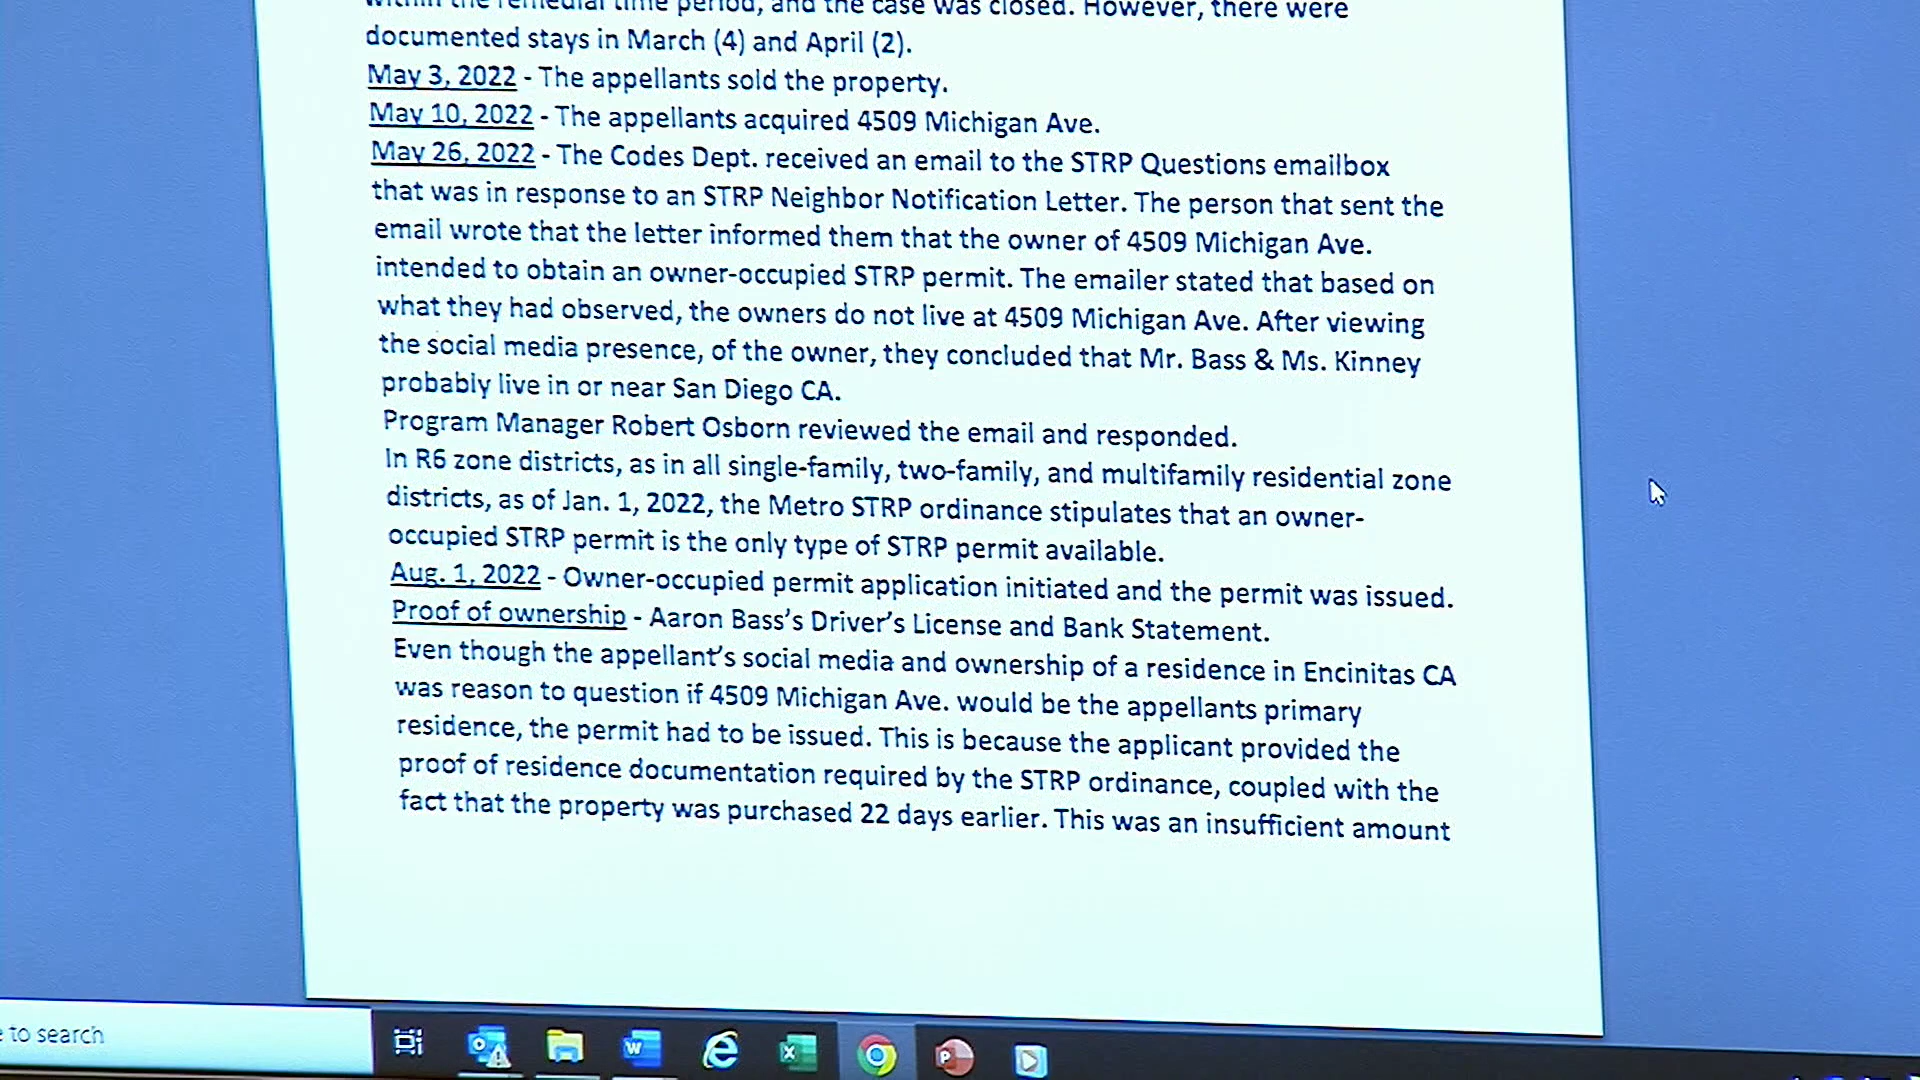 within the remedial time period, and the case was closed. However, there were
documented stays in March (4) and April (2).
May 3, 2022 - The appellants sold the property.
May 10, 2022 - The appellants acquired 4509 Michigan Ave.
May 26, 2022 - The Codes Dept. received an email to the STRP Questions emailbox
that was in response to an STRP Neighbor Notification Letter. The person that sent the
email wrote that the letter informed them that the owner of 4509 Michigan Ave.
intended to obtain an owner-occupied STRP permit. The emailer stated that based on
what they had observed, the owners do not live at 4509 Michigan Ave. After viewing
the social media presence, of the owner, they concluded that Mr. Bass & Ms. Kinney
probably live in or near San Diego CA.
Program Manager Robert Osborn reviewed the email and responded.
In R6 zone districts, as in all single-family, two-family, and multifamily residential zone
districts, as of Jan. 1, 2022, the Metro STRP ordinance stipulates that an owner-
occupied STRP permit is the only type of STRP permit available.
Aug. 1, 2022 - Owner-occupied permit application initiated and the permit was issued.
Proof of ownership - Aaron Bass's Driver's License and Bank Statement.
Even though the appellant's social media and ownership of a residence in Encinitas CA
was reason to question if 4509 Michigan Ave. would be the appellants primary
residence, the permit had to be issued. This is because the applicant provided the
proof of residence documentation required by the STRP ordinance, coupled with the
fact that the property was purchased 22 days earlier. This was an insufficient amount
to search